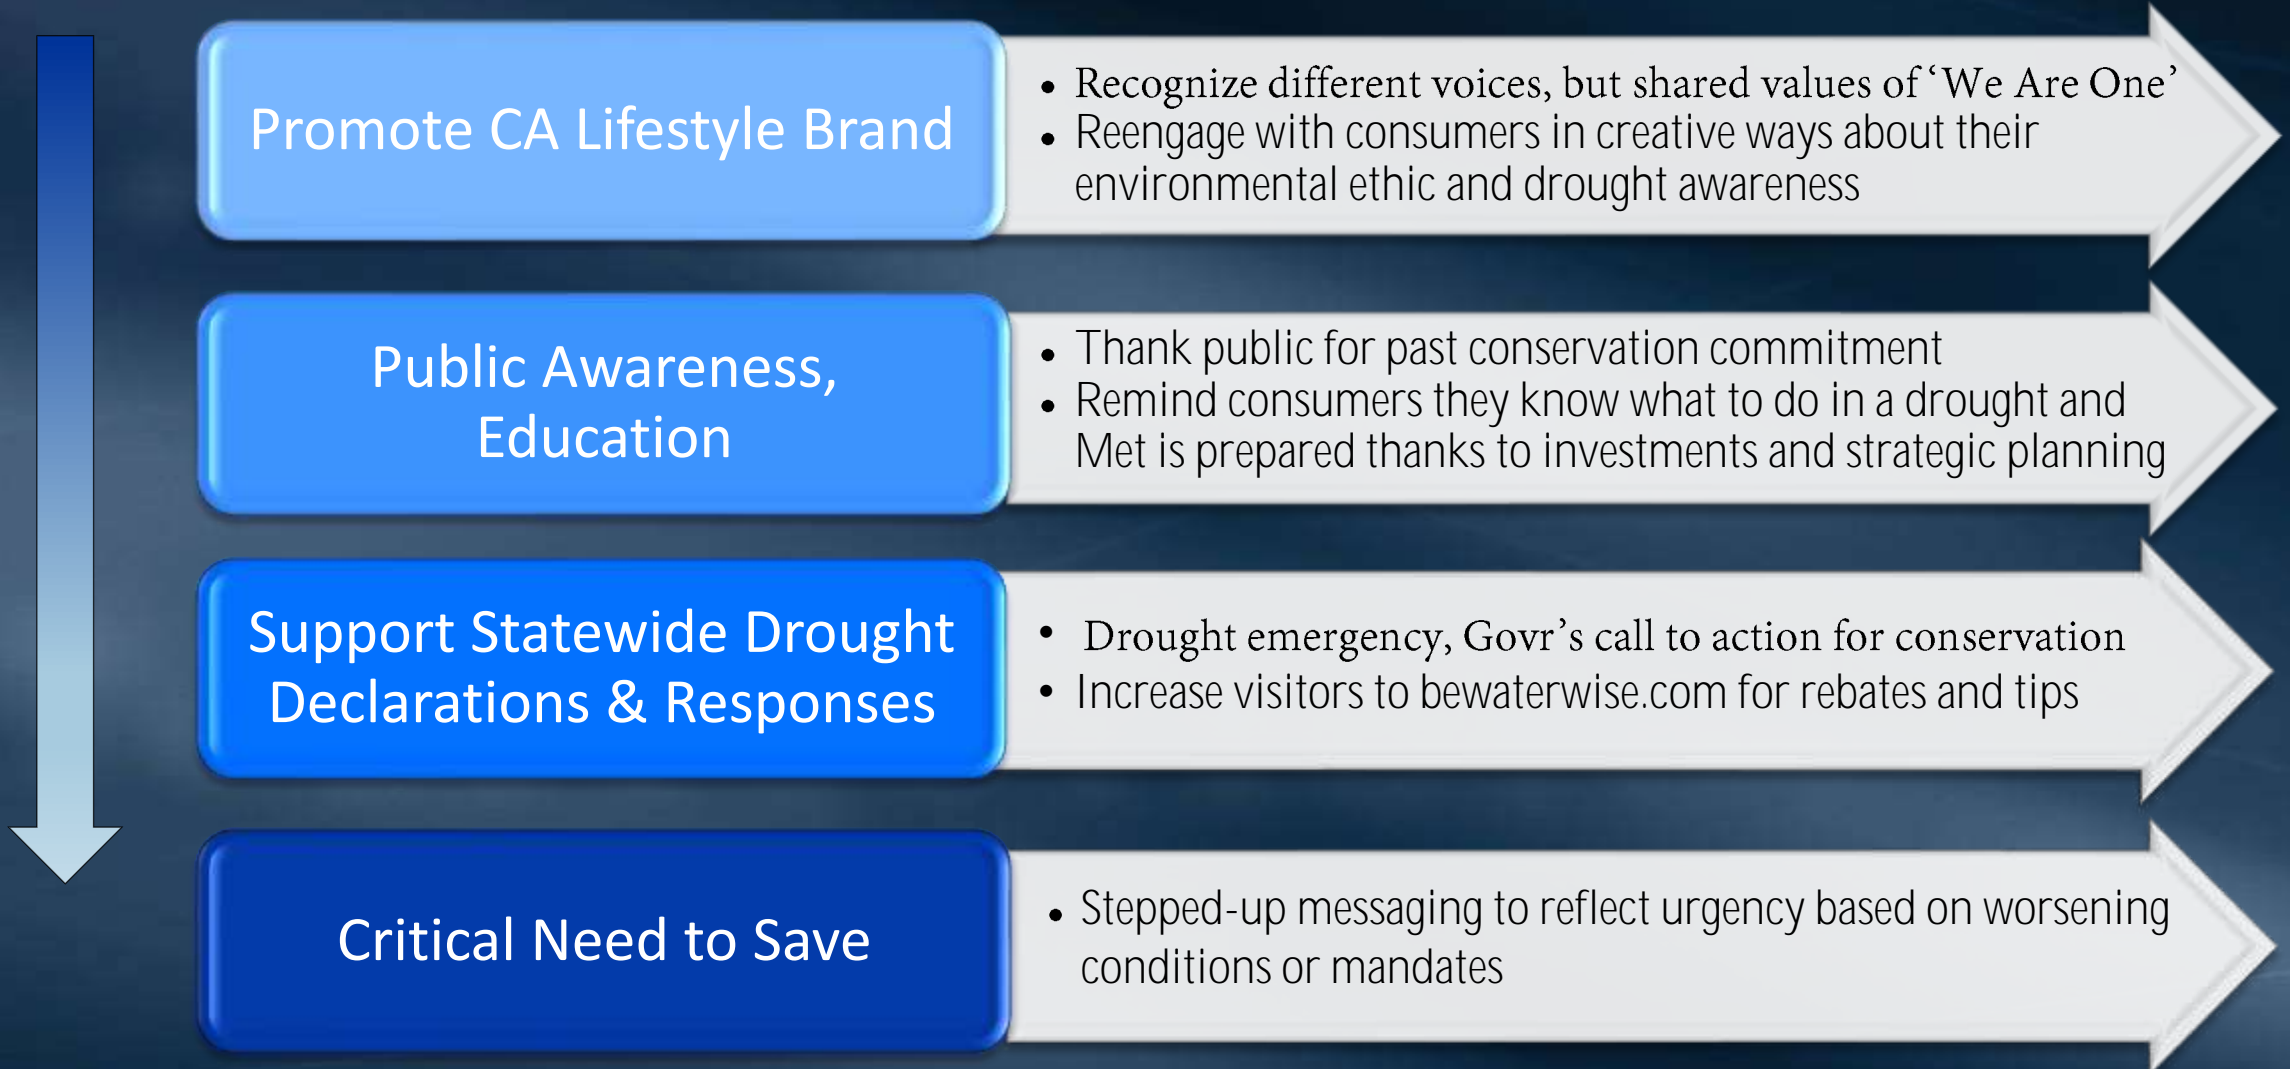 Promote CA Lifestyle Brand
• Recognize different voices, but shared values of ‘We Are One’
• Reengage with consumers in creative ways about their
environmental ethic and drought awareness
Public Awareness,
Education
• Thank public for past conservation commitment
• Remind consumers they know what to do in a drought and
Met is prepared thanks to investments and strategic planning
Support Statewide Drought
Declarations & Responses
• Drought emergency, Govr’s call to action for conservation
• Increase visitors to bewaterwise.com for rebates and tips
Critical Need to Save
• Stepped-up messaging to reflect urgency based on worsening
conditions or mandates